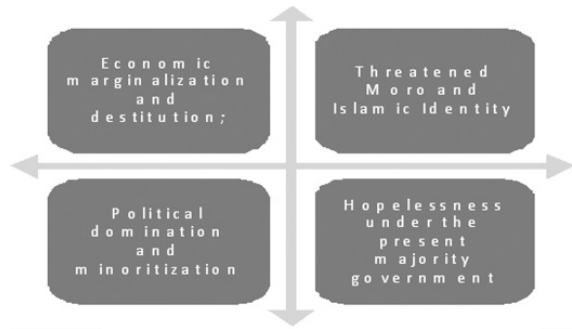 Economic
marginalization
and
destitution;
Threatened
Moro and
Islamic Identity
Political
domination
and
minoritization
Hopelessness
under the
present
majority
government